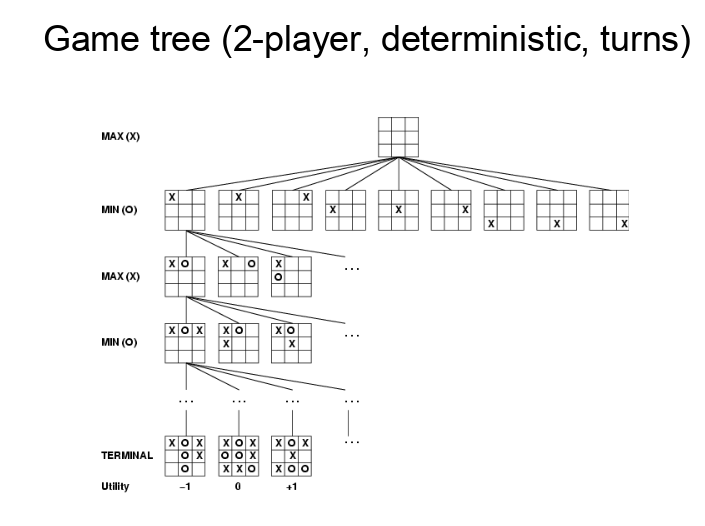 Game tree (2-player, deterministic, turns)
MAX (X)
X X X
MIN (O) X X X
X X X
X O X O X ...
MAX (X) O
X O X X O X O ...
MIN (O) X X
... ... ... ...
X O X X O X X O X ...
TERMINAL O X O O X X
O X X O X O O
Utility −1 0 +1